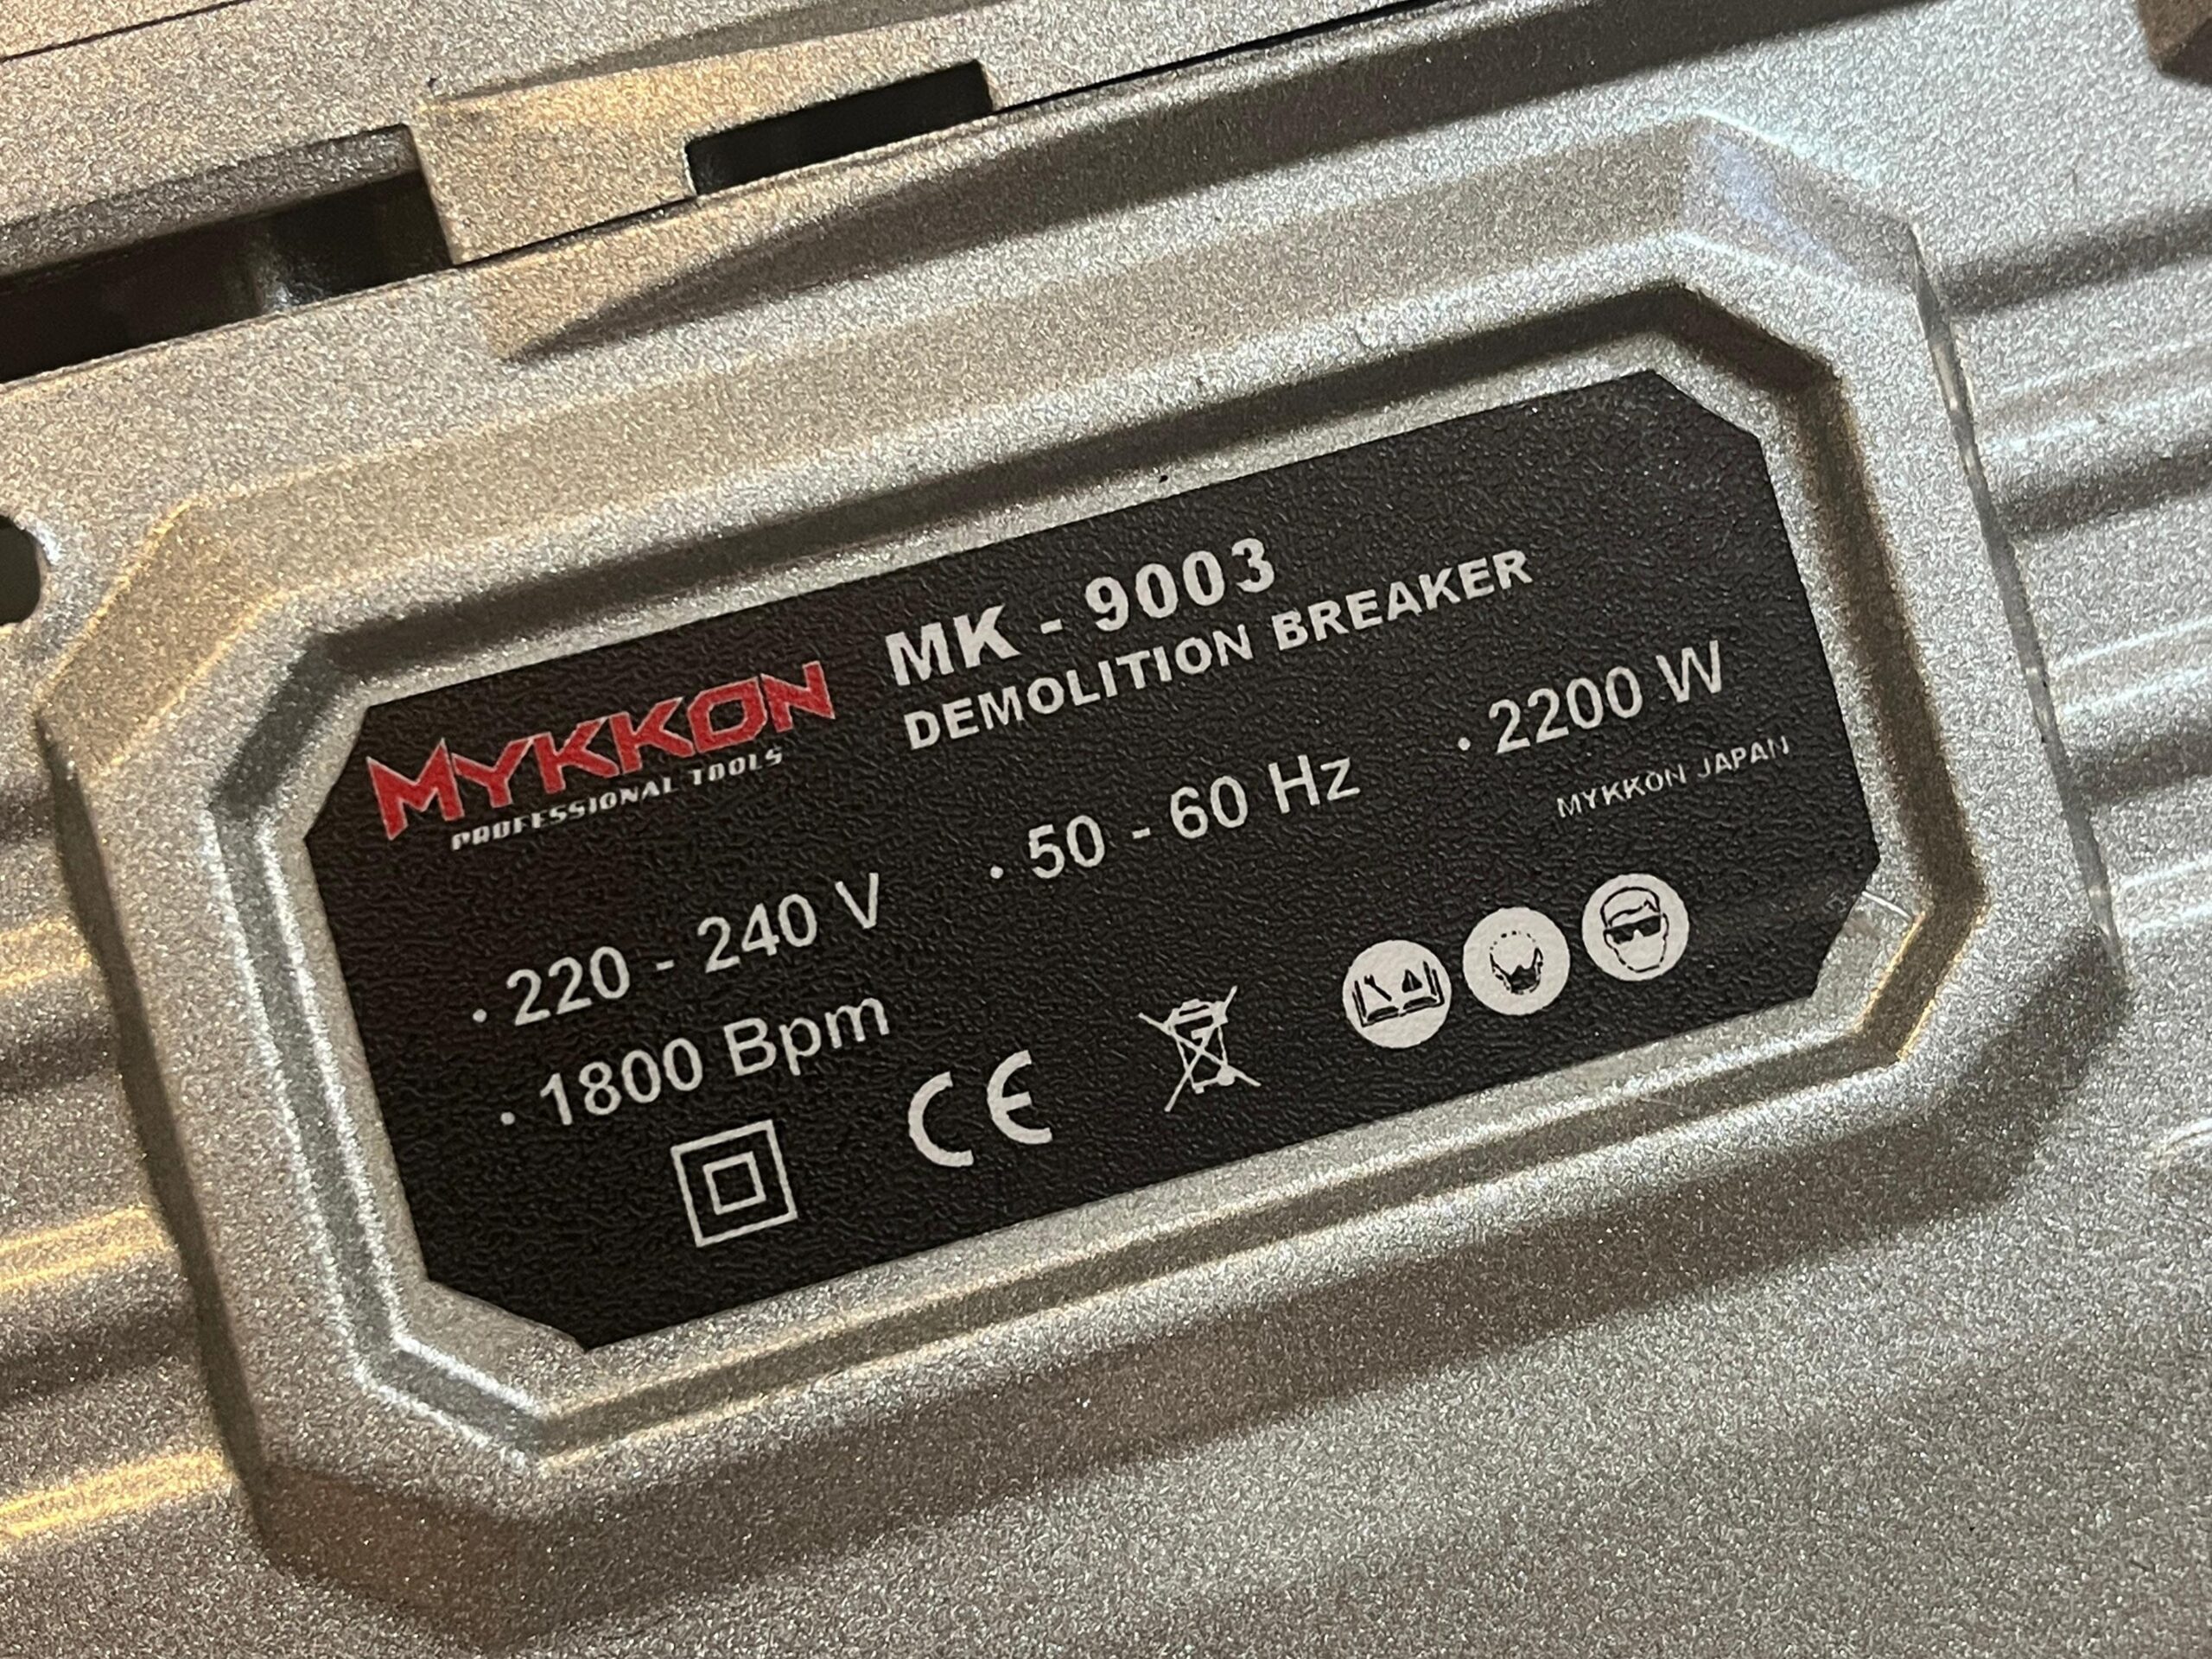 MYKKON
PROFESSIONAL TOOLS
MK - 9003
DEMOLITION BREAKER
· 220 - 240 V
· 50 - 60 Hz
· 2200 W
MYKKON JAPAN
· 1800 Bpm
CE